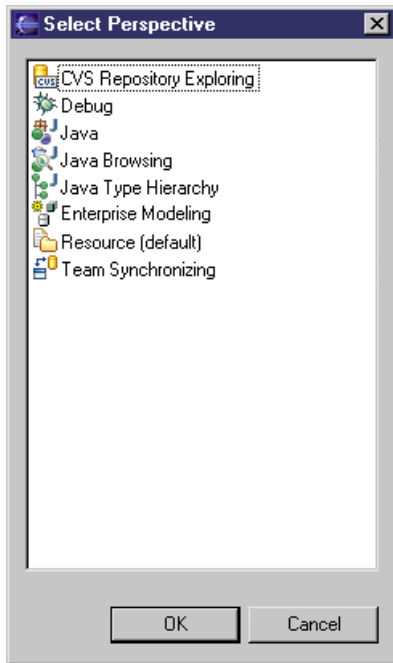 Select Perspective
CVS Repository Exploring
Debug
Java
Java Browsing
Java Type Hierarchy
Enterprise Modeling
Resource (default)
Team Synchronizing
OK Cancel